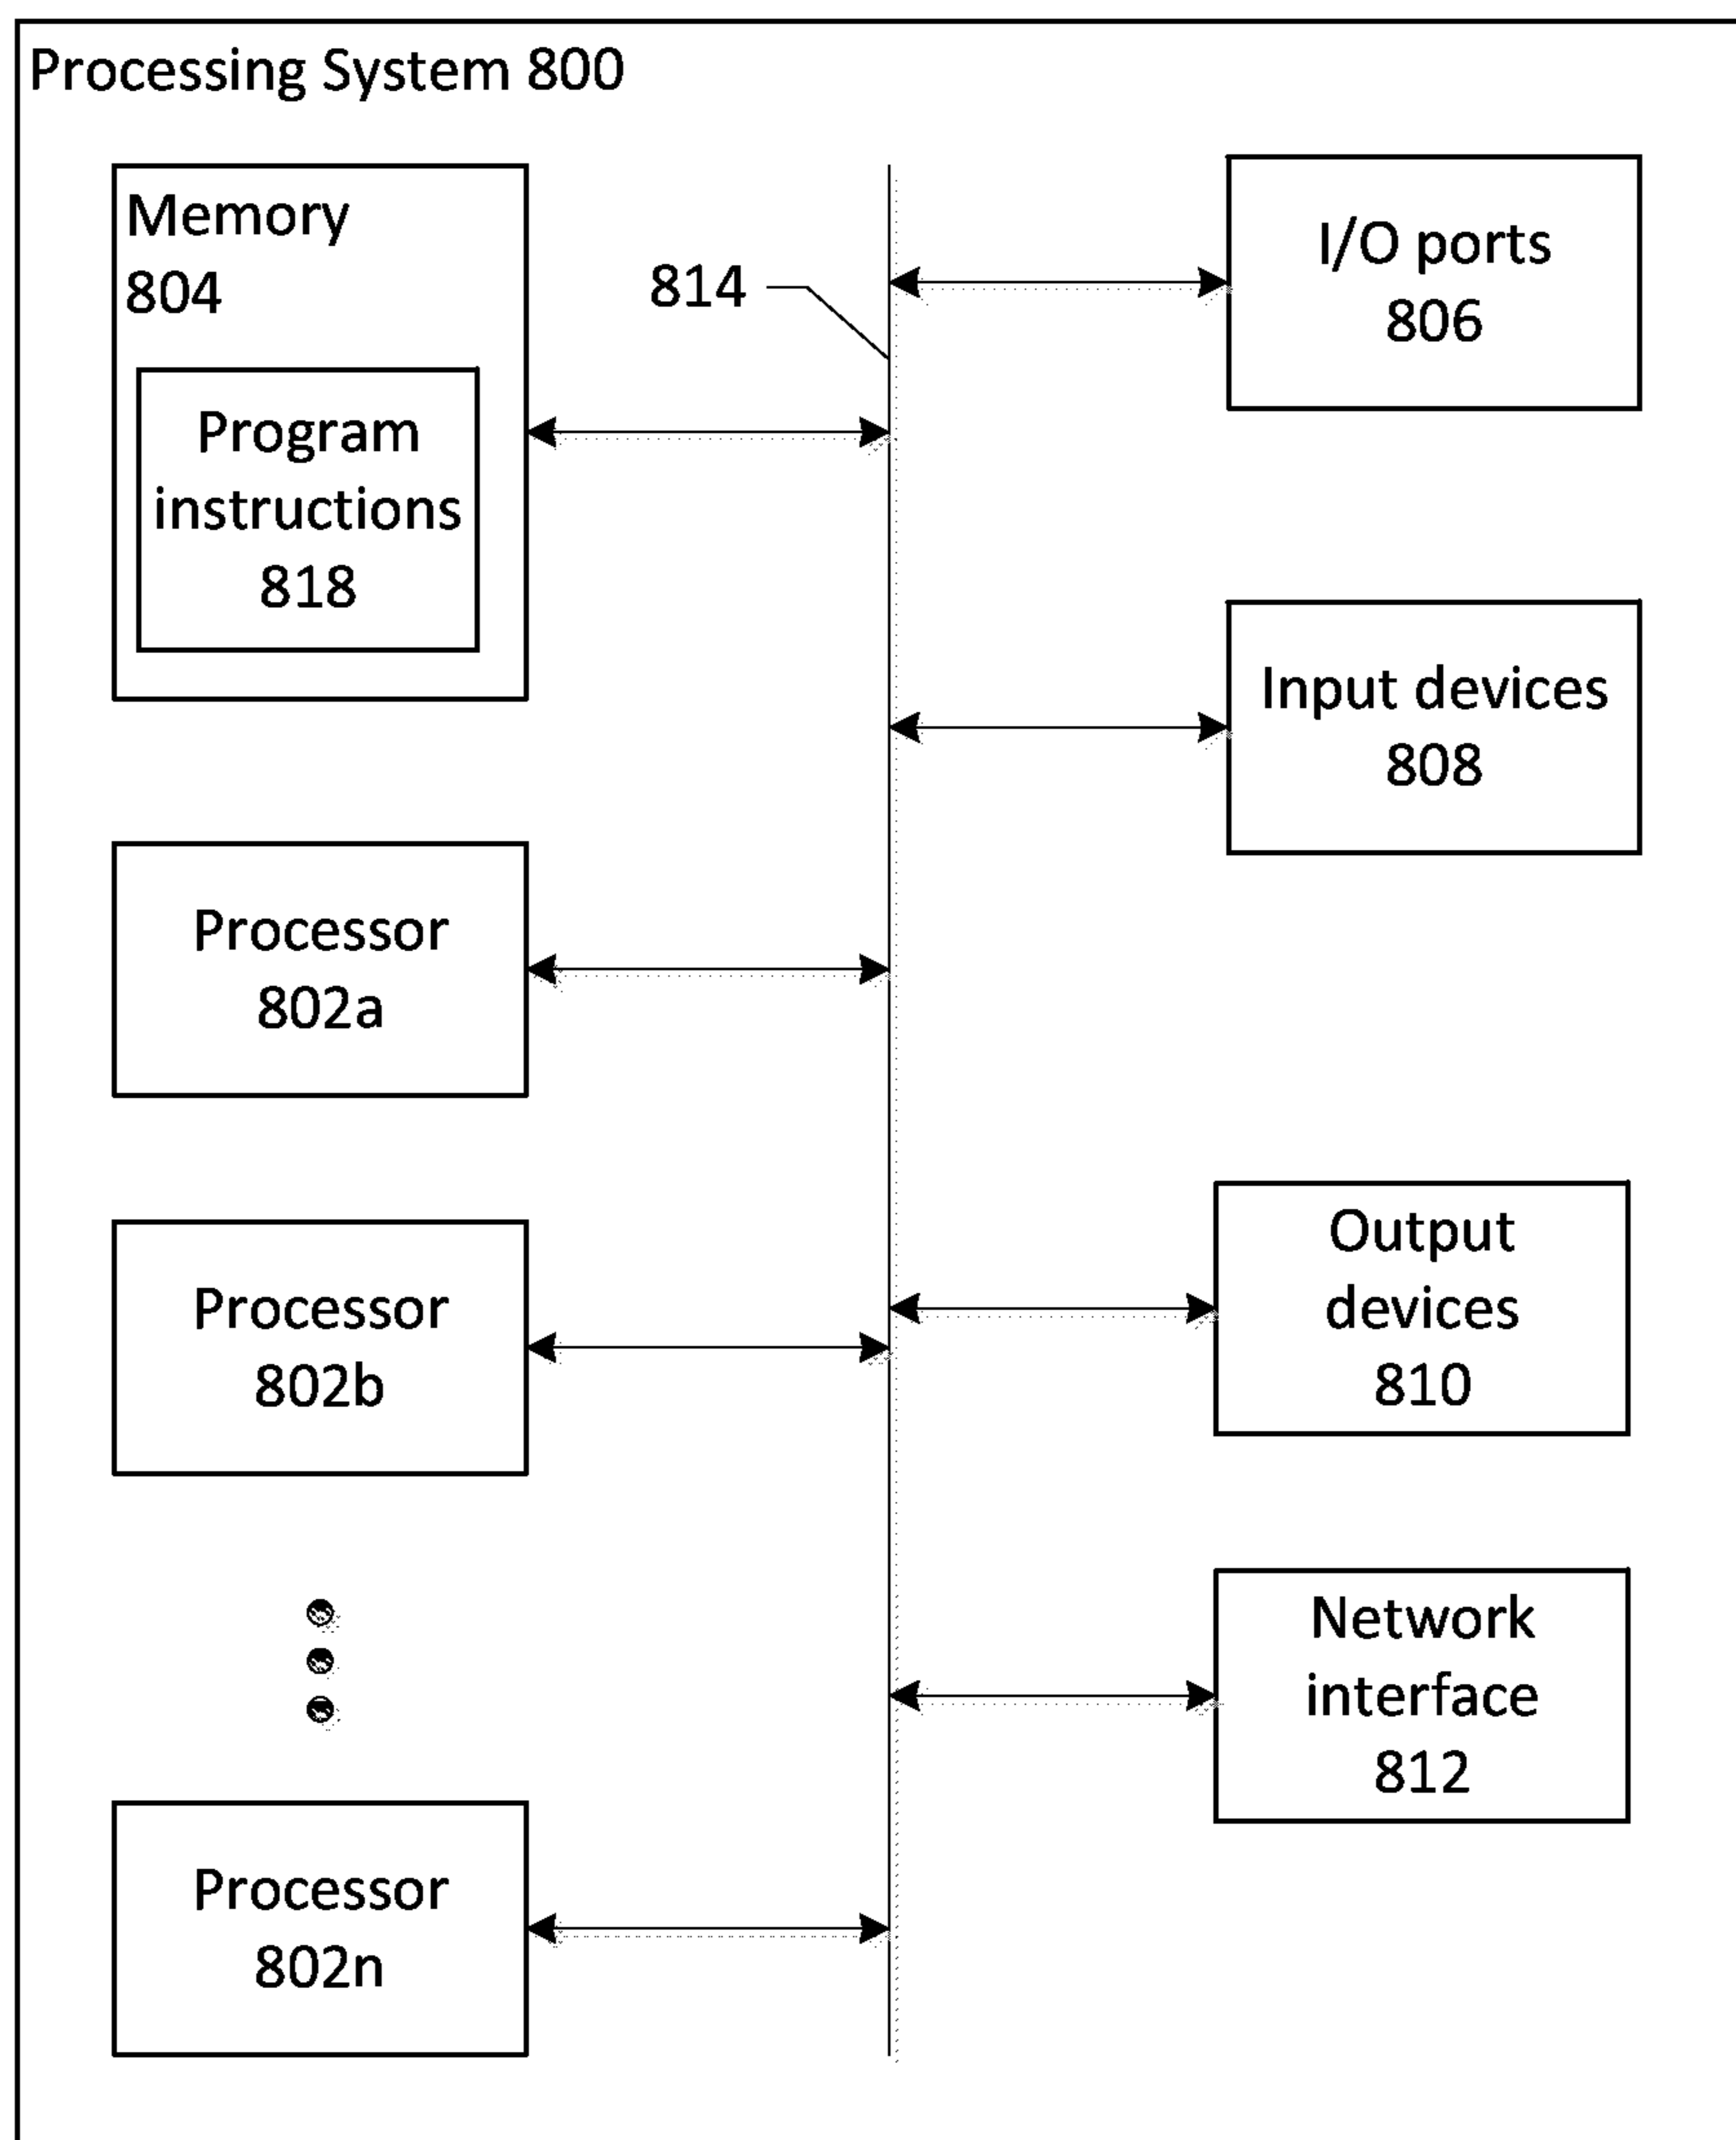 Processing System 800
Memory
804
Program
instructions
818
814
I/O ports
806
Input devices
808
Processor
802a
Processor
802b
Output
devices
810
Network
interface
812
Processor
802n